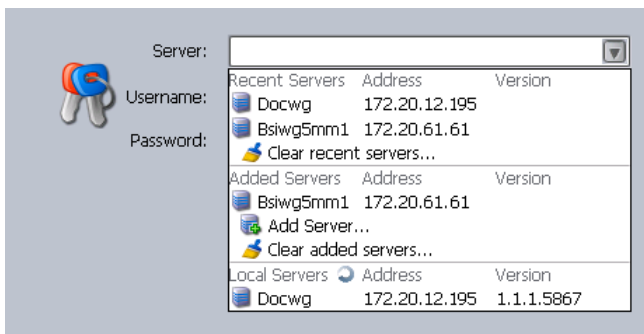 Server:
Recent Servers Address Version
Username:
Docwg 172.20.12.195
Bsiwg5mm1 172.20.61.61
Password:
Clear recent servers...
Added Servers Address Version
Bsiwg5mm1 172.20.61.61
Add Server...
Clear added servers...
Local Servers Address Version
Docwg 172.20.12.195 1.1.1.5867